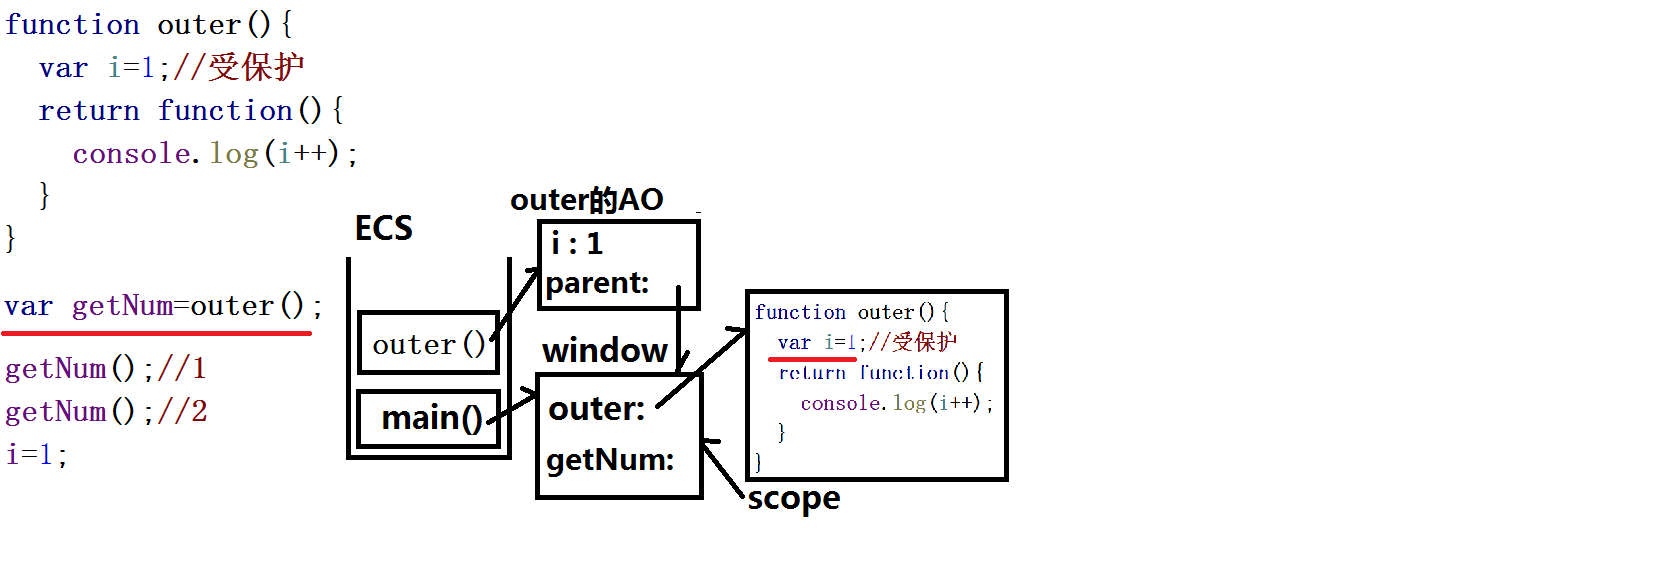 function outer(){
var i=1;//受保护
return function(){
console.log(i++);
}
}
var getNum=outer();
getNum();//1
getNum();//2
i=1;
ECS
outer()
main()
outer的AO
i : 1
parent:
window
outer:
getNum:
function outer(){
var i=1;//受保护
return function(){
console.log(i++);
}
}
scope